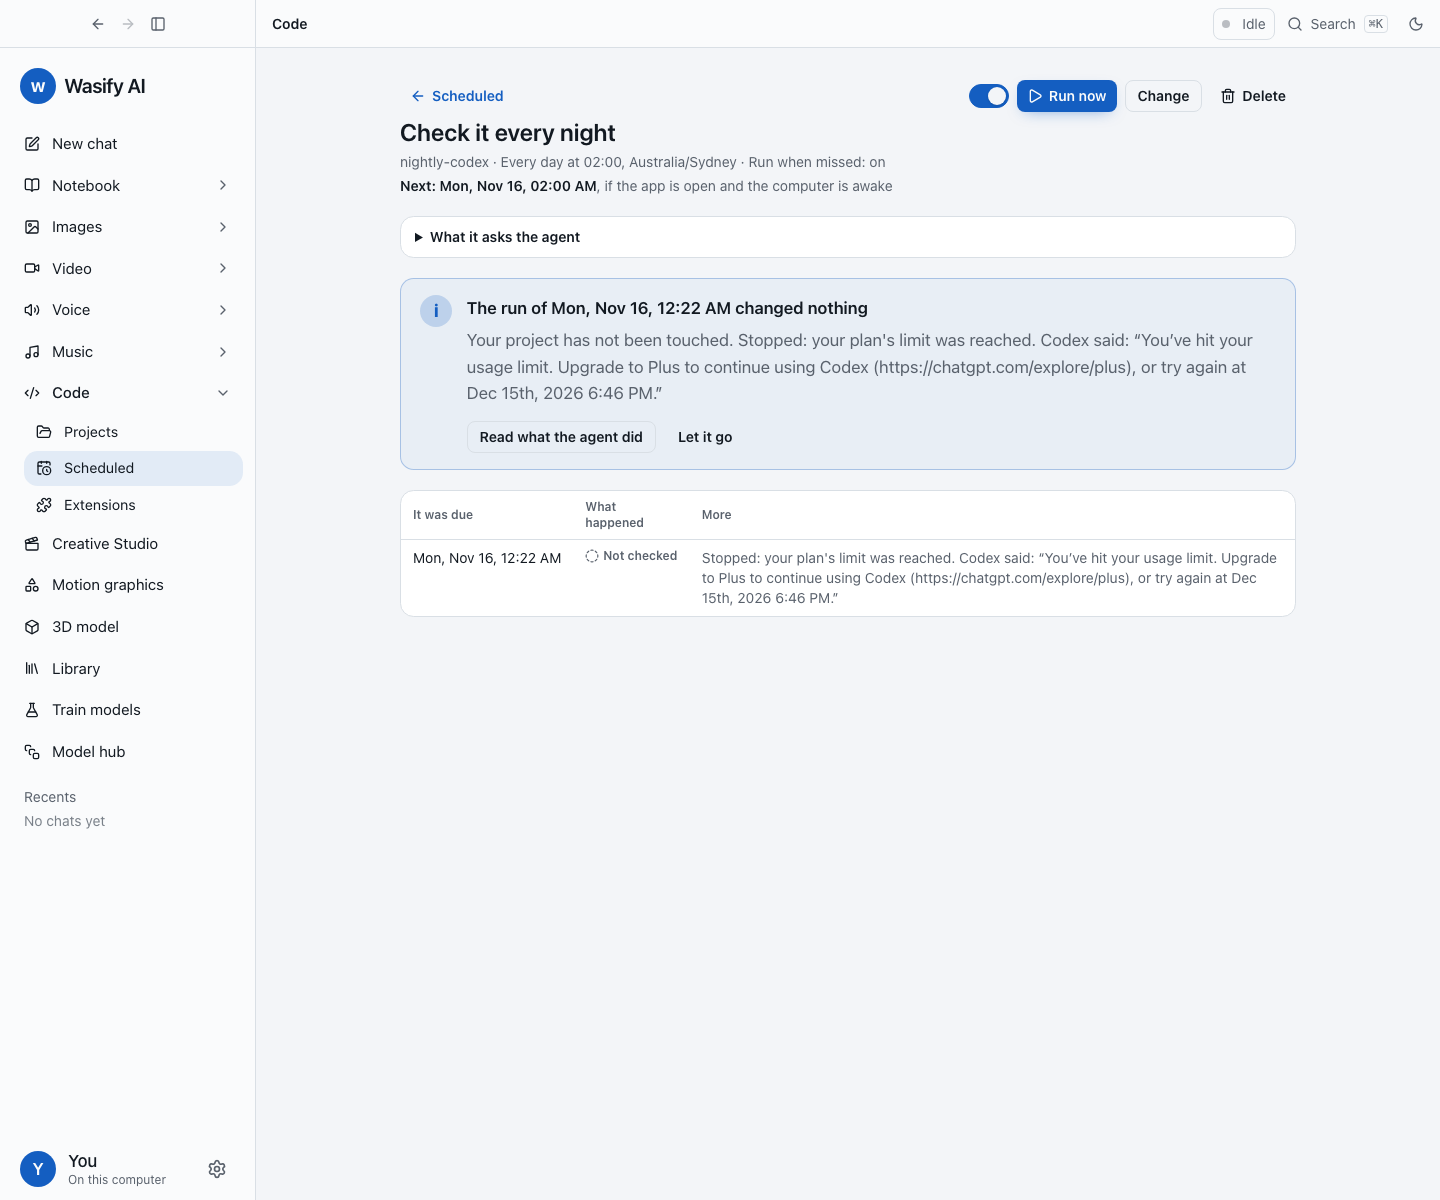 Code
Idle
Search
⌘K
W
Wasify AI
New chat
Notebook
Images
Video
Voice
Music
Code
Projects
Scheduled
Extensions
Creative Studio
Motion graphics
3D model
Library
Train models
Model hub
Recents
No chats yet
Y
You
On this computer
Scheduled
Run now
Change
Delete
Check it every night
nightly-codex · Every day at 02:00, Australia/Sydney · Run when missed: on
Next: Mon, Nov 16, 02:00 AM, if the app is open and the computer is awake
What it asks the agent
i
The run of Mon, Nov 16, 12:22 AM changed nothing
Your project has not been touched. Stopped: your plan's limit was reached. Codex said: “You’ve hit your
usage limit. Upgrade to Plus to continue using Codex (https://chatgpt.com/explore/plus), or try again at
Dec 15th, 2026 6:46 PM.”
Read what the agent did
Let it go
It was due
What
happened
More
Mon, Nov 16, 12:22 AM
Not checked
Stopped: your plan's limit was reached. Codex said: “You’ve hit your usage limit. Upgrade
to Plus to continue using Codex (https://chatgpt.com/explore/plus), or try again at Dec
15th, 2026 6:46 PM.”